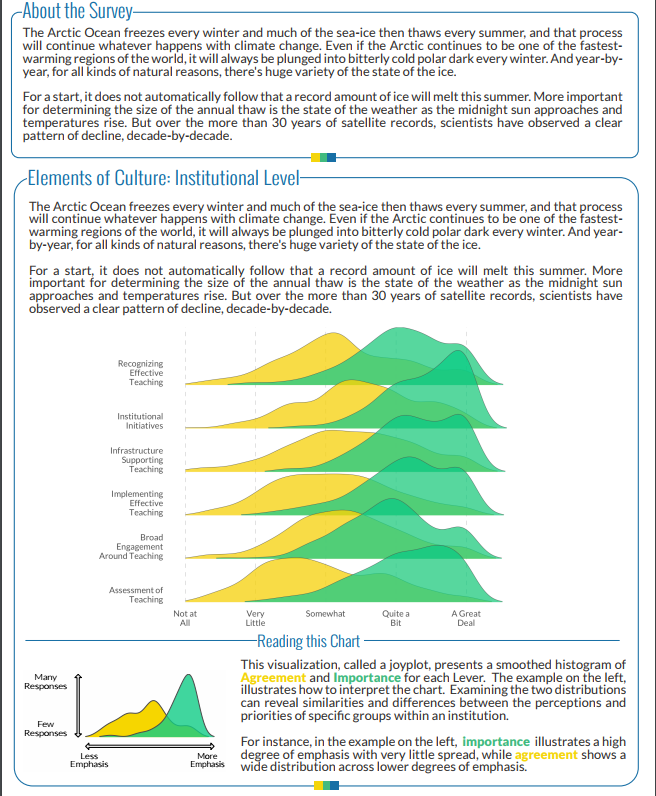 About the Survey
The Arctic Ocean freezes every winter and much of the sea-ice then thaws every summer, and that process
will continue whatever happens with climate change. Even if the Arctic continues to be one of the fastest-
warming regions of the world, it will always be plunged into bitterly cold polar dark every winter. And year-by-
year, for all kinds of natural reasons, there's huge variety of the state of the ice.
For a start, it does not automatically follow that a record amount of ice will melt this summer. More important
for determining the size of the annual thaw is the state of the weather as the midnight sun approaches and
temperatures rise. But over the more than 30 years of satellite records, scientists have observed a clear
pattern of decline, decade-by-decade.
Elements of Culture: Institutional Level
The Arctic Ocean freezes every winter and much of the sea-ice then thaws every summer, and that process
will continue whatever happens with climate change. Even if the Arctic continues to be one of the fastest-
warming regions of the world, it will always be plunged into bitterly cold polar dark every winter. And year-
by-year, for all kinds of natural reasons, there's huge variety of the state of the ice.
For a start, it does not automatically follow that a record amount of ice will melt this summer. More
important for determining the size of the annual thaw is the state of the weather as the midnight sun
approaches and temperatures rise. But over the more than 30 years of satellite records, scientists have
observed a clear pattern of decline, decade-by-decade.
Recognizing
Effective
Teaching
Institutional
Initiatives
Infrastructure
Supporting
Teaching
Implementing
Effective
Teaching
Broad
Engagement
Around Teaching
Assessment of
Teaching
Not at
All
Very
Little
Somewhat
Quite a
Bit
A Great
Deal
Reading this Chart
Many
Responses
Few
Responses
Less
Emphasis
More
Emphasis
This visualization, called a joyplot, presents a smoothed histogram of
Agreement and Importance for each Lever. The example on the left,
illustrates how to interpret the chart. Examining the two distributions
can reveal similarities and differences between the perceptions and
priorities of specific groups within an institution.
For instance, in the example on the left, importance illustrates a high
degree of emphasis with very little spread, while agreement shows a
wide distribution across lower degrees of emphasis.